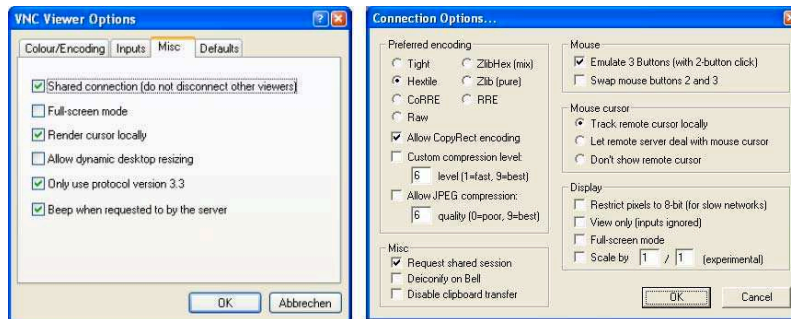 VNC Viewer Options
Colour/Encoding Inputs Misc Defaults
Shared connection (do not disconnect other viewers)
Full-screen mode
Render cursor locally
Allow dynamic desktop resizing
Only use protocol version 3.3
Beep when requested to by the server
OK Abbrechen
Connection Options...
Preferred encoding
Tight ZlibHex (mix)
Hextile Zlib (pure)
CoRRE RRE
Raw
Allow CopyRect encoding
Custom compression level:
6 level (1=fast, 9=best)
Allow JPEG compression:
6 quality (0=poor, 9=best)
Misc
Request shared session
Deiconify on Bell
Disable clipboard transfer
Mouse
Emulate 3 Buttons (with 2-button click)
Swap mouse buttons 2 and 3
Mouse cursor
Track remote cursor locally
Let remote server deal with mouse cursor
Don't show remote cursor
Display
Restrict pixels to 8-bit (for slow networks)
View only (inputs ignored)
Full-screen mode
Scale by 1 / 1 (experimental)
OK Cancel